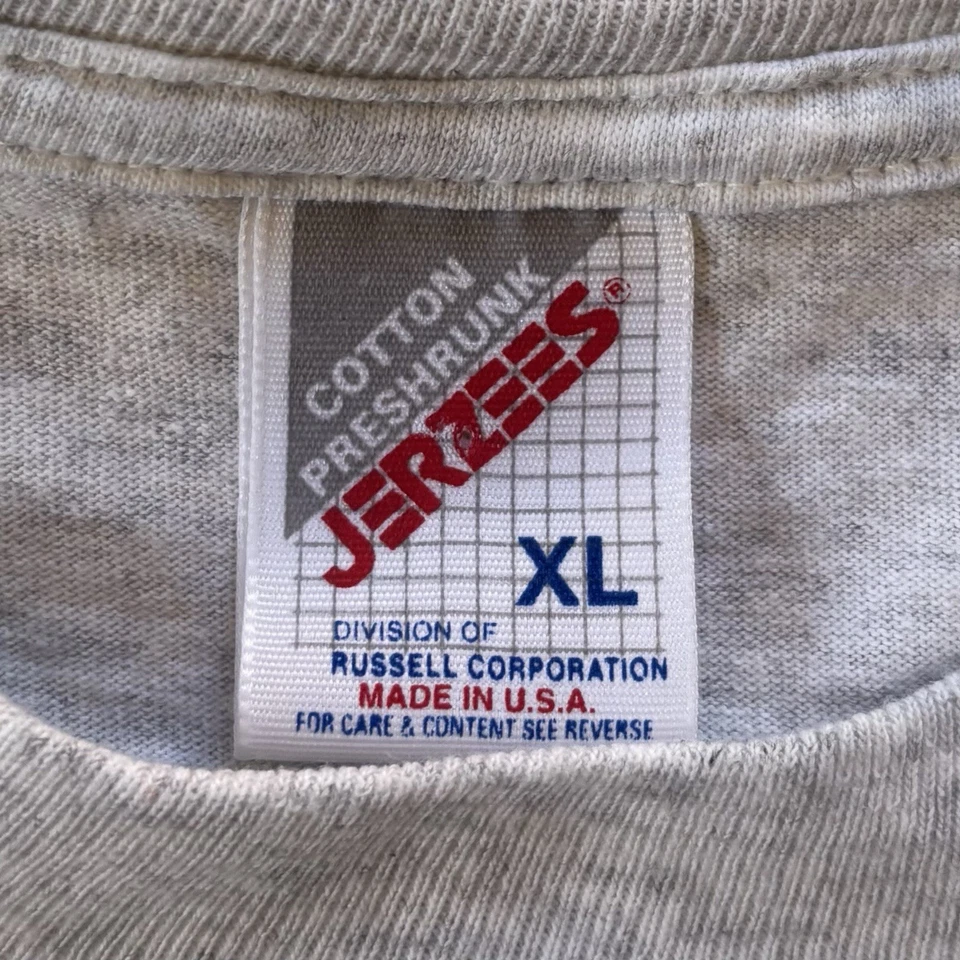 COTTON
PRESHRUNK
JERZEES®
XL
DIVISION OF
RUSSELL CORPORATION
MADE IN U.S.A.
FOR CARE & CONTENT SEE REVERSE